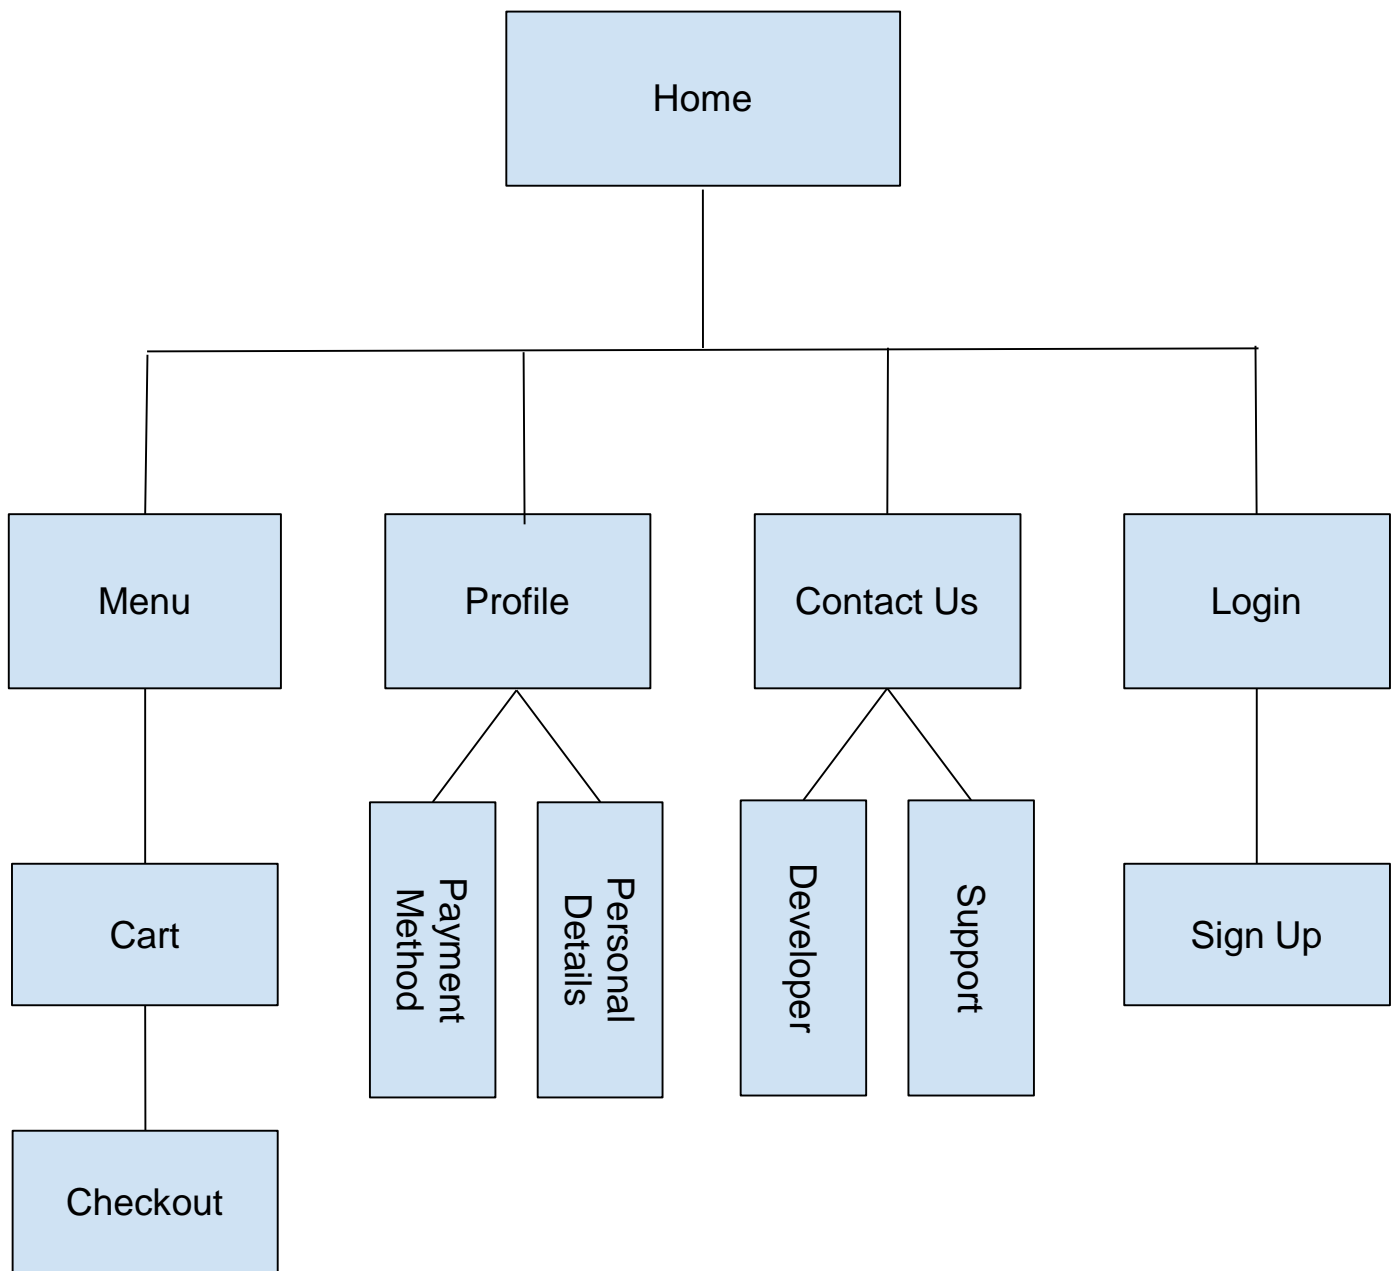 Home
Menu
Profile
Contact Us
Login
Payment
Method
Personal
Details
Developer
Support
Cart
Sign Up
Checkout